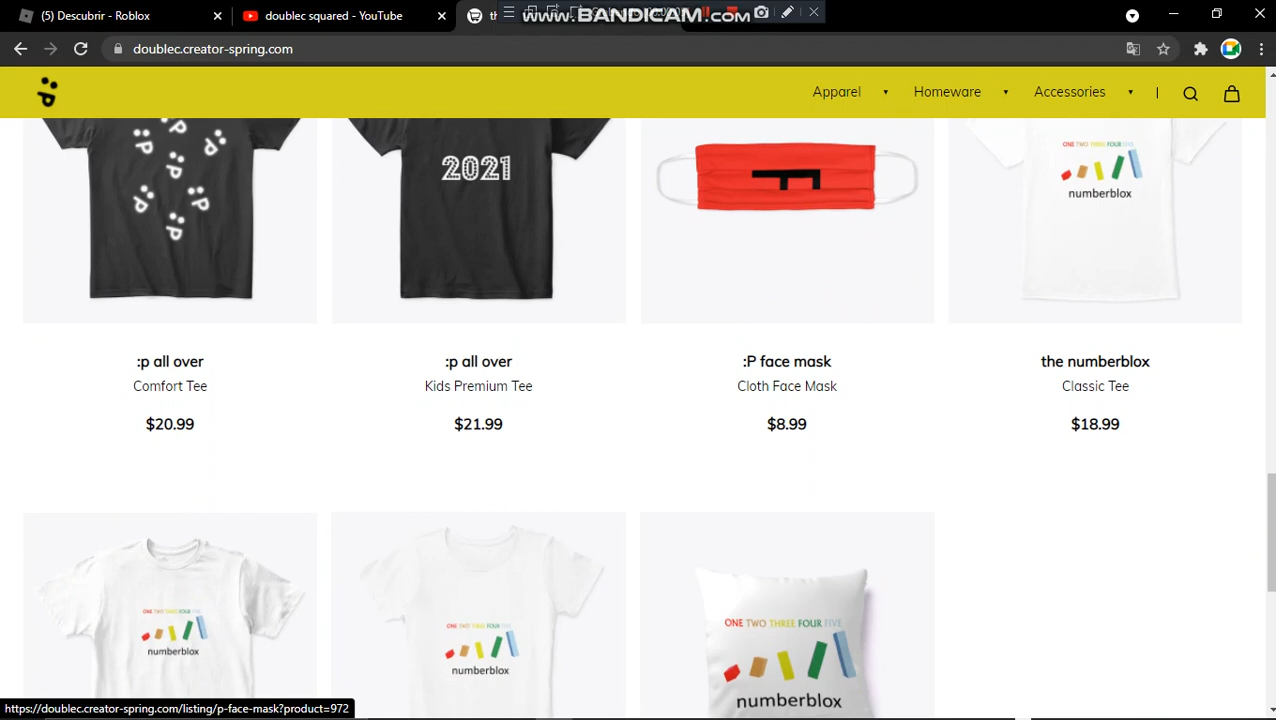 (5) Descubrir - Roblox
doublec squared - YouTube
th
www.BANDICAM.com
doublec.creator-spring.com
:P
Apparel
Homeware
Accessories
:P :P :P :P :P :P :P
2021
ONE TWO THREE FOUR FIVE
numberblox
:p all over
Comfort Tee
$20.99
:p all over
Kids Premium Tee
$21.99
:P face mask
Cloth Face Mask
$8.99
the numberblox
Classic Tee
$18.99
ONE TWO THREE FOUR FIVE
numberblox
ONE TWO THREE FOUR FIVE
numberblox
ONE TWO THREE FOUR FIVE
numberblox
https://doublec.creator-spring.com/listing/p-face-mask?product=972